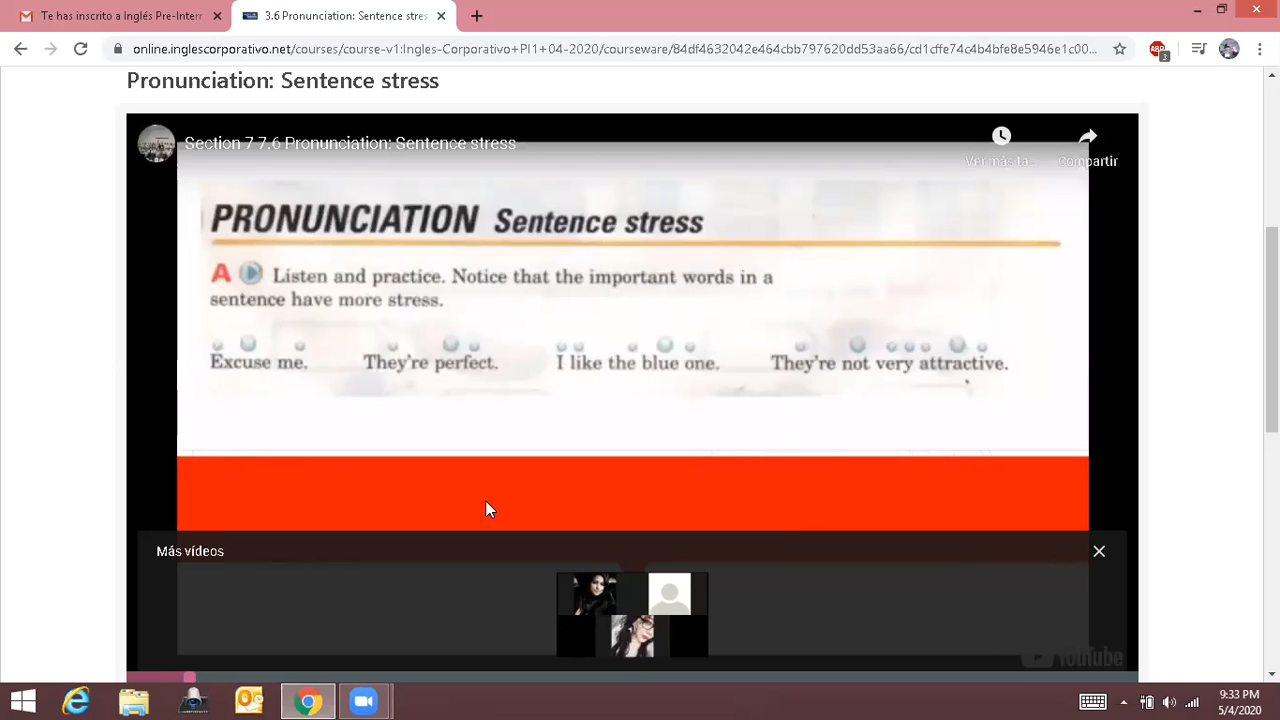 Te has inscrito a Inglés Pre-Interr
3.6 Pronunciation: Sentence stres
online.inglescorporativo.net/courses/course-v1:Ingles-Corporativo+PI1+04-2020/courseware/84df4632042e464cbb797620dd53aa66/cd1cffe74c4b4bfe8e5946e1c00...
3
Pronunciation: Sentence stress
Section 7 7.6 Pronunciation: Sentence stress
Ver más ta...
Compartir
PRONUNCIATION Sentence stress
A Listen and practice. Notice that the important words in a
sentence have more stress.
Excuse me. They're perfect. I like the blue one. They're not very attractive.
Más vídeos
YouTube
9:33 PM
5/4/2020